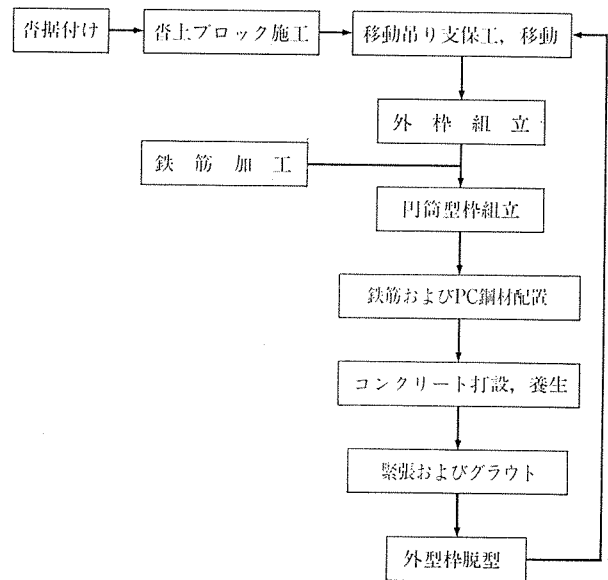 沓据付け
沓上ブロック施工
移動吊り支保工，移動
外枠組立
鉄筋加工
円筒型枠組立
鉄筋およびPC鋼材配置
コンクリート打設，養生
緊張およびグラウト
外型枠脱型